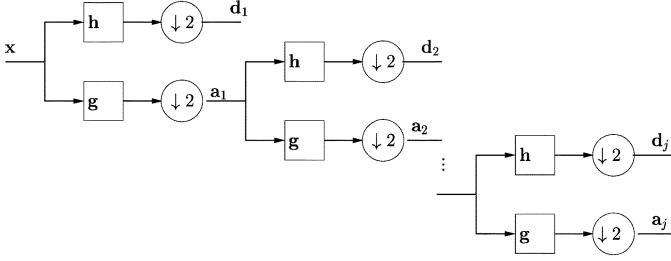 x
h
↓ 2
d₁
g
↓ 2
a₁
h
↓ 2
d₂
g
↓ 2
a₂
⋮
h
↓ 2
dⱼ
g
↓ 2
aⱼ